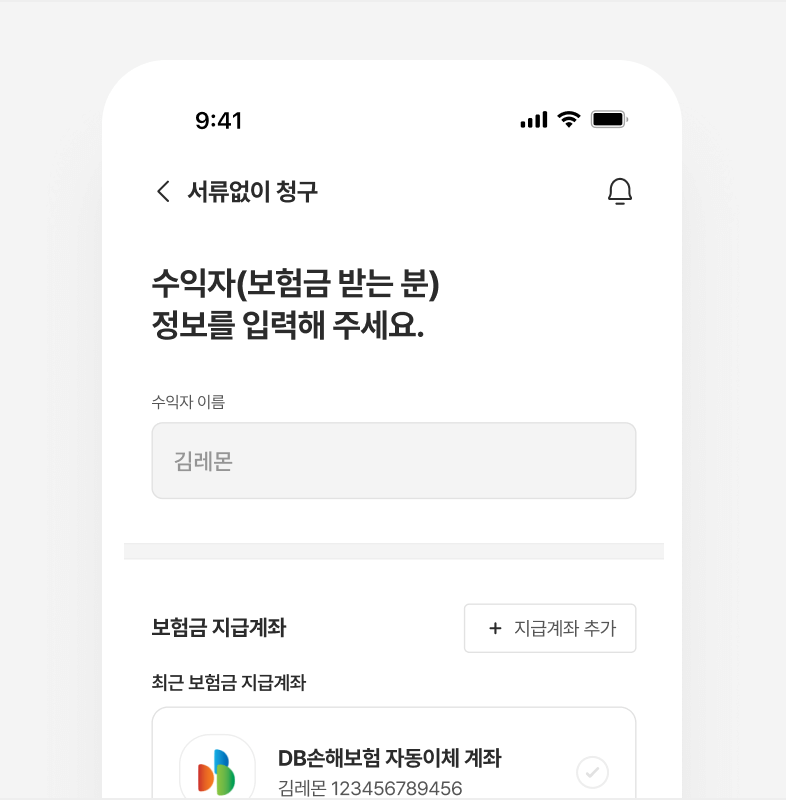 9:41
서류없이 청구
수익자(보험금 받는 분)
정보를 입력해 주세요.
수익자 이름
김레몬
보험금 지급계좌
+ 지급계좌 추가
최근 보험금 지급계좌
DB손해보험 자동이체 계좌
김레몬 123456789456